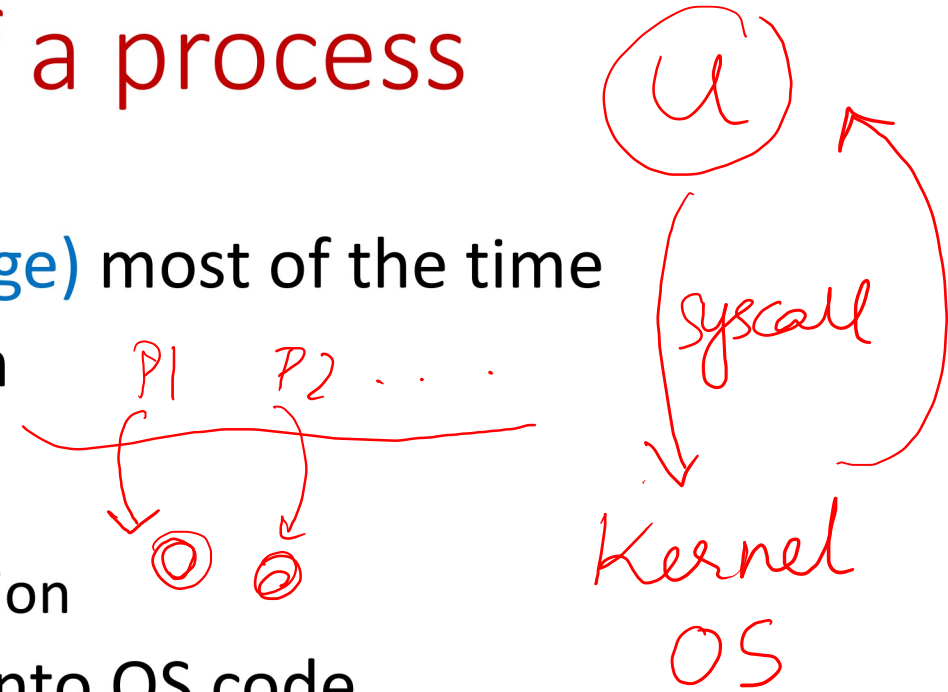 a process
U
ge) most of the time
syscall
P1 P2 . . .
Kernel
on
OS
nto OS code